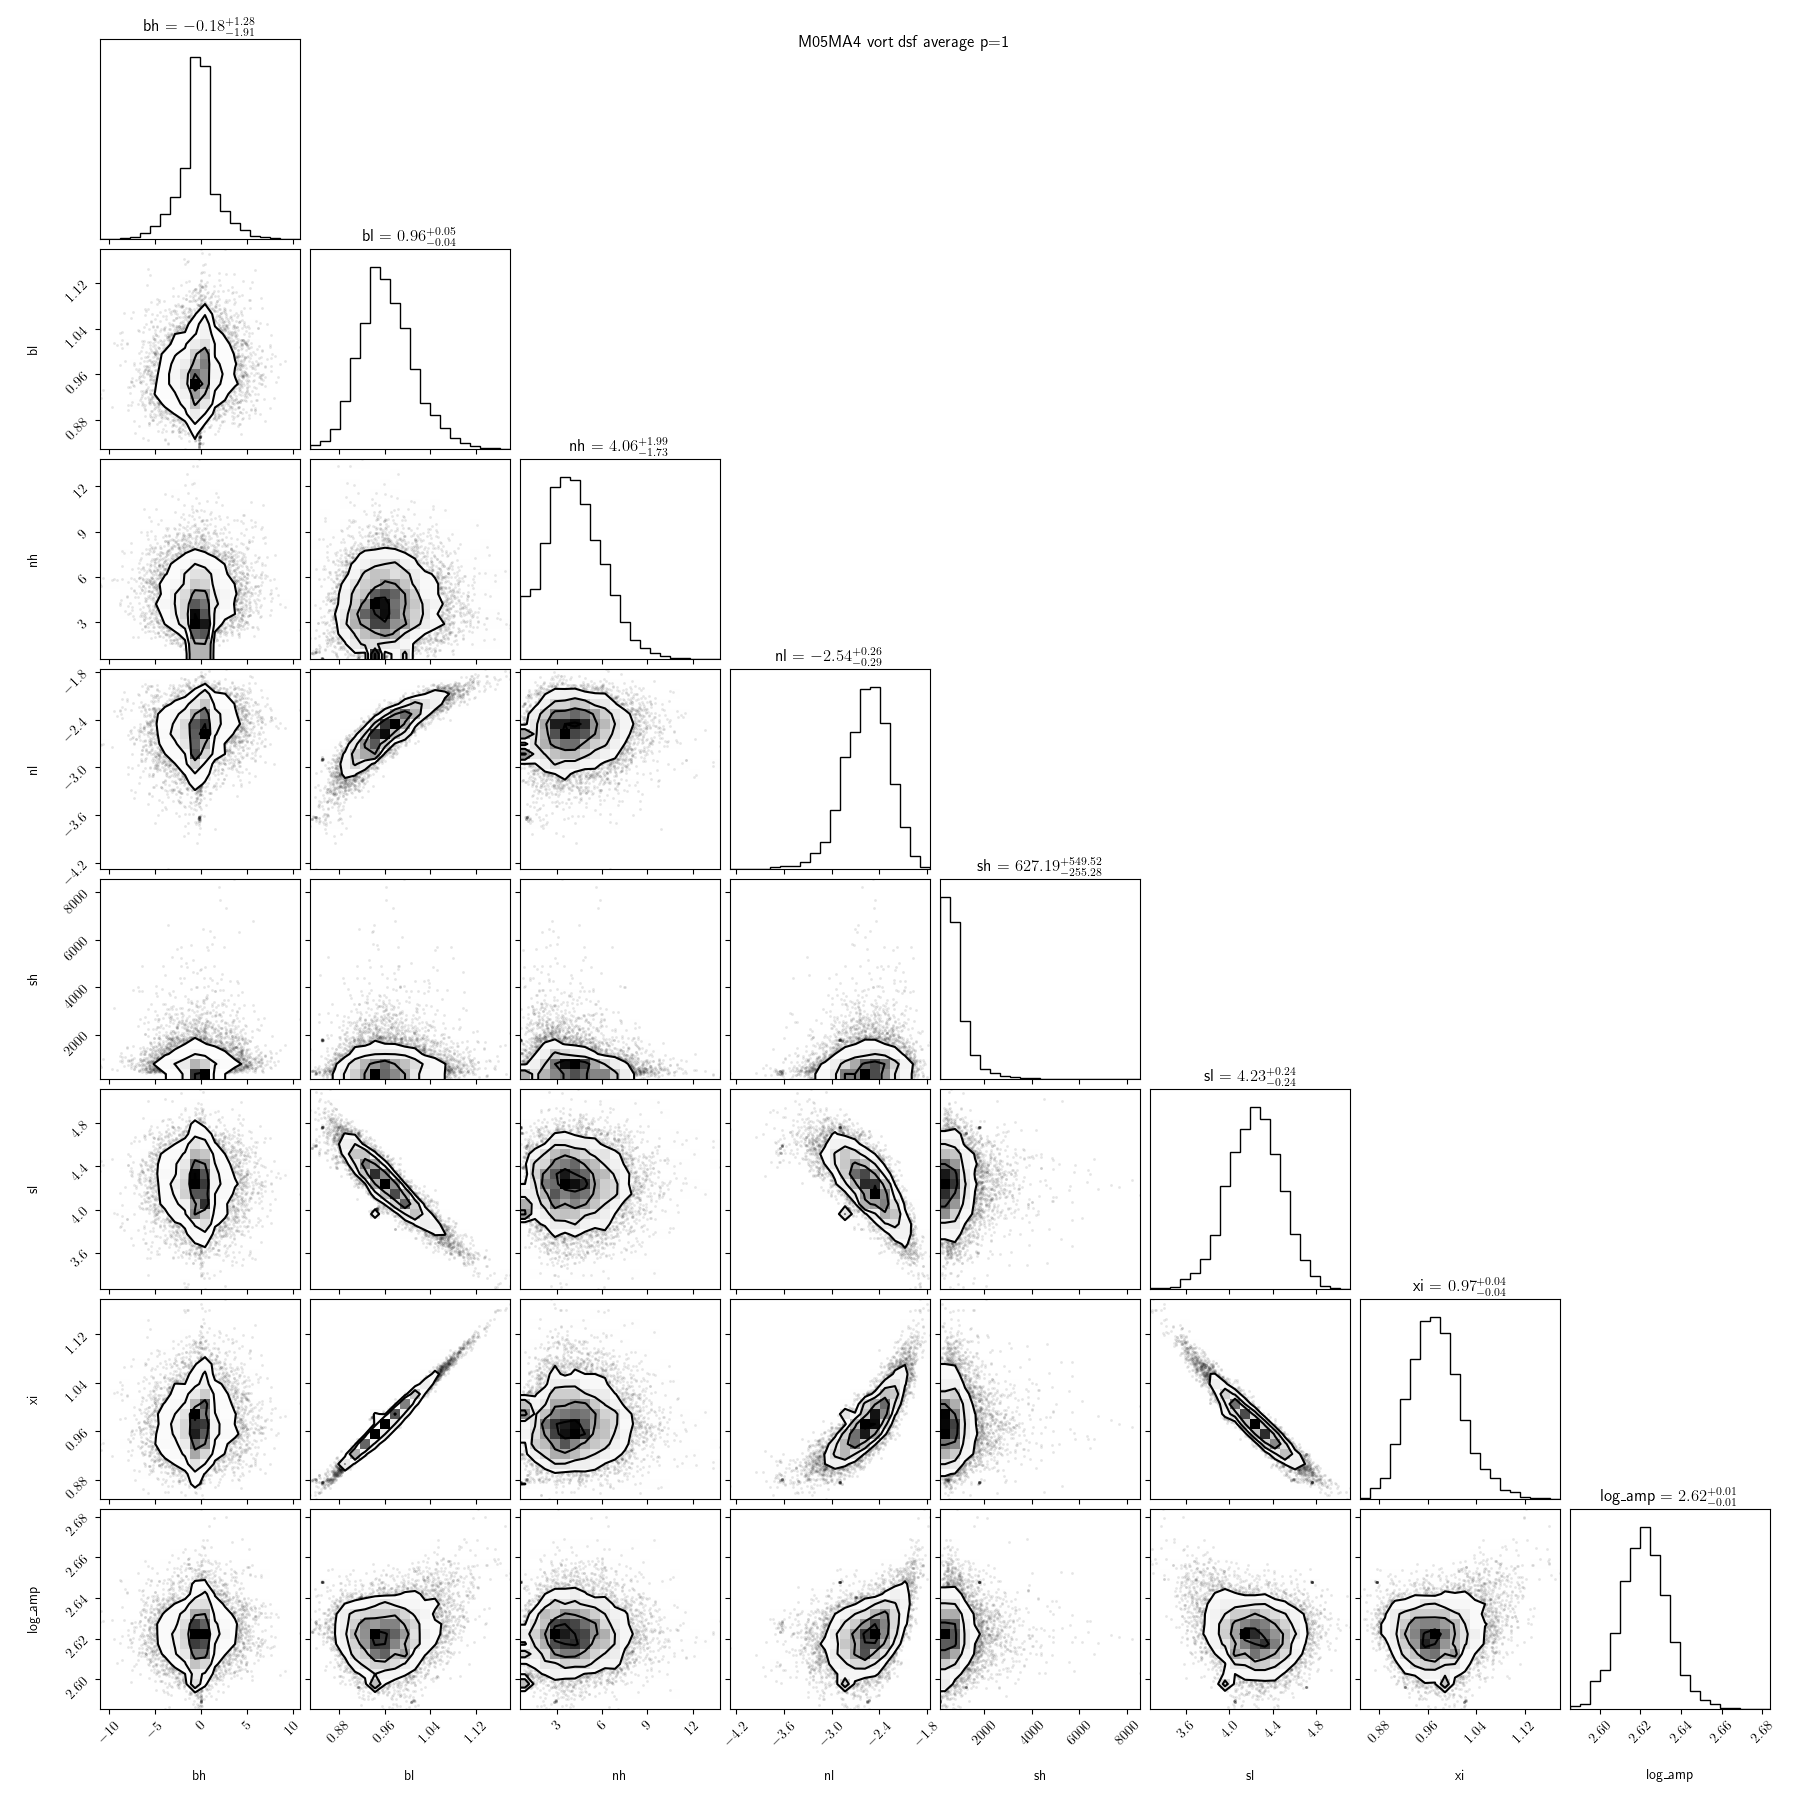 M05MA4 vort dsf average p=1
bh = −0.18+1.28 −1.91
bl = 0.96+0.05 −0.04
bl
1.12
1.04
0.96
0.88
nh = 4.06+1.99 −1.73
nh
12
9
6
3
nl = −2.54+0.26 −0.29
nl
−1.8
−2.4
−3.0
−3.6
−4.2
sh = 627.19+549.52 −255.28
sh
8000
6000
4000
2000
sl = 4.23+0.24 −0.24
sl
4.8
4.4
4.0
3.6
xi = 0.97+0.04 −0.04
xi
1.12
1.04
0.96
0.88
log_amp = 2.62+0.01 −0.01
log_amp
2.68
2.66
2.64
2.62
2.60
−10 −5 0 5 10
0.88 0.96 1.04 1.12
3 6 9 12
−4.2 −3.6 −3.0 −2.4 −1.8
2000 4000 6000 8000
3.6 4.0 4.4 4.8
0.88 0.96 1.04 1.12
2.60 2.62 2.64 2.66 2.68
bh bl nh nl sh sl xi log_amp